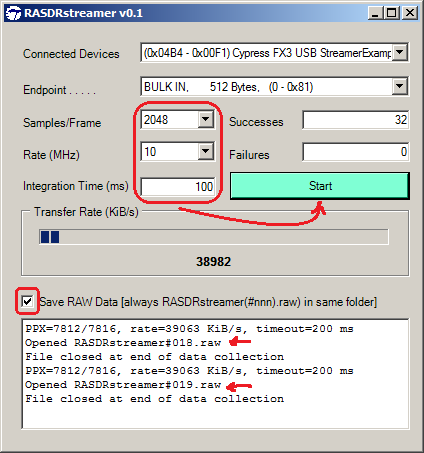 RASDRstreamer v0.1
Connected Devices (0x04B4 - 0x00F1) Cypress FX3 USB StreamerExamp
Endpoint . . . . . BULK IN, 512 Bytes, (0 - 0x81)
Samples/Frame 2048 Successes 32
Rate (MHz) 10 Failures 0
Integration Time (ms) 100 Start
Transfer Rate (KiB/s)
38982
Save RAW Data [always RASDRstreamer(#nnn).raw) in same folder]
PPX=7812/7816, rate=39063 KiB/s, timeout=200 ms
Opened RASDRstreamer#018.raw
File closed at end of data collection
PPX=7812/7816, rate=39063 KiB/s, timeout=200 ms
Opened RASDRstreamer#019.raw
File closed at end of data collection